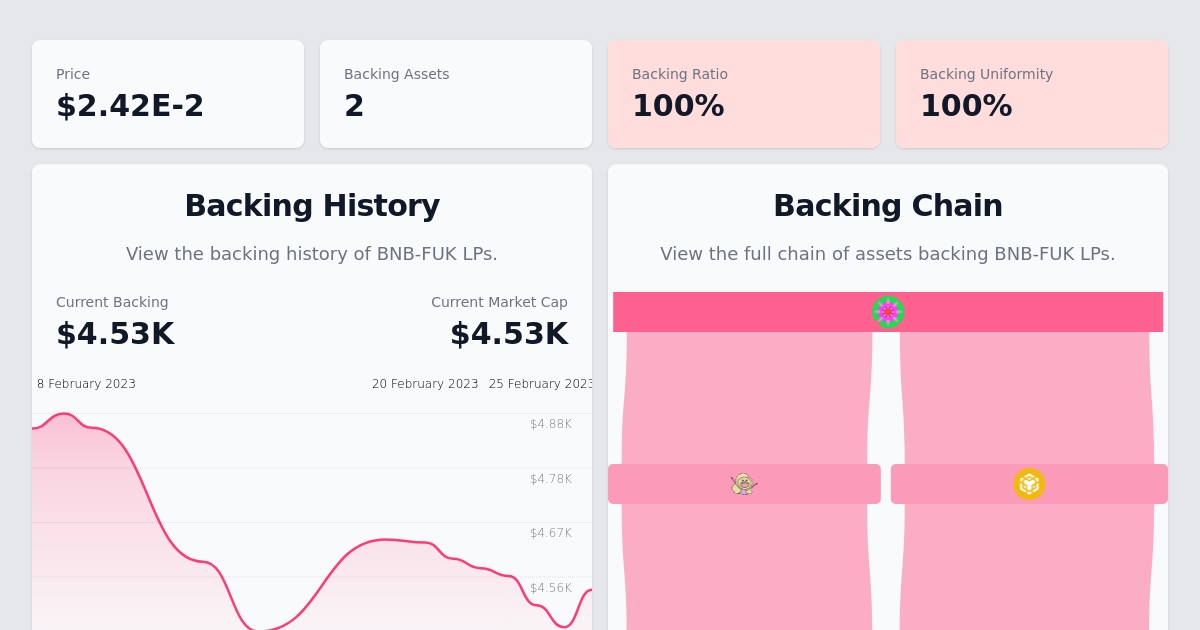 Price
$2.42E-2
Backing Assets
2
Backing Ratio
100%
Backing Uniformity
100%
Backing History
View the backing history of BNB-FUK LPs.
Current Backing
$4.53K
Current Market Cap
$4.53K
8 February 2023
20 February 2023
25 February 2023
$4.88K
$4.78K
$4.67K
$4.56K
Backing Chain
View the full chain of assets backing BNB-FUK LPs.